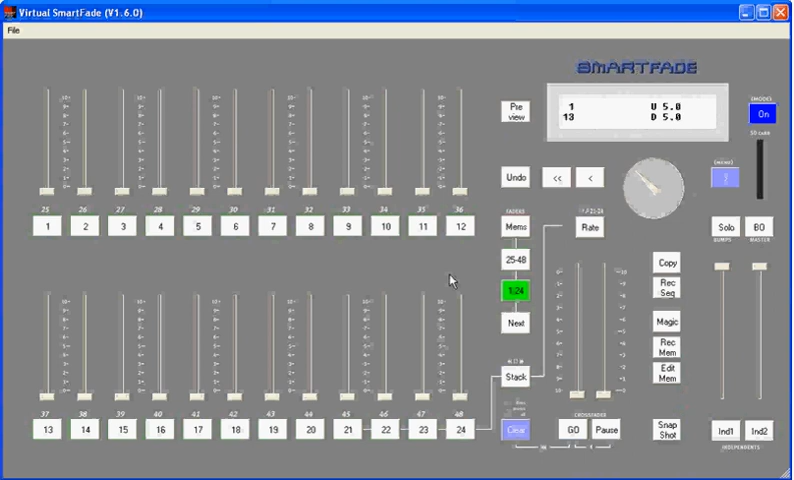 Virtual SmartFade (V1.6.0)
File
SMARTFADE
Pre view
1 U 5.0
13 D 5.0
On
Undo
<<
<
25 26 27 28 29 30 31 32 33 34 35 36
1 2 3 4 5 6 7 8 9 10 11 12
FADERS
Mems
Rate
Solo
BO
BUMPS
MASTER
25-48
1-24
Next
Copy
Rec Seq
Magic
Rec Mem
Edit Mem
Stack
37 38 39 40 41 42 43 44 45 46 47 48
13 14 15 16 17 18 19 20 21 22 23 24
Clear
CROSSFADER
GO
Pause
Snap Shot
Ind1
Ind2
INDEPENDENTS